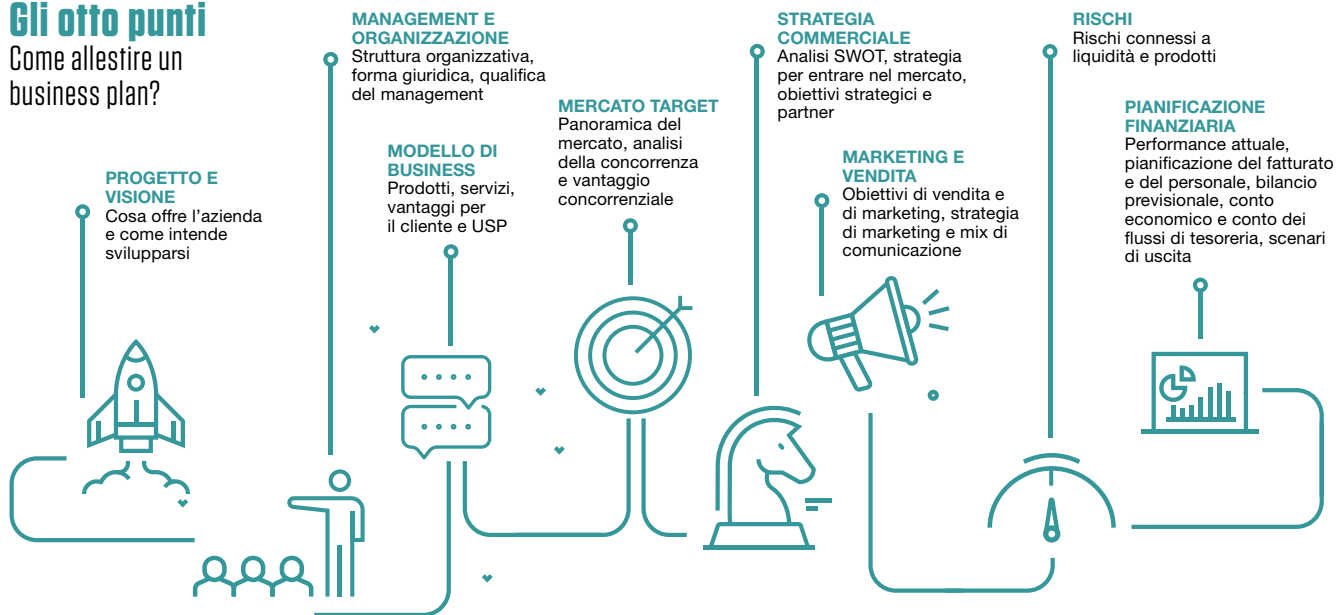 Gli otto punti
Come allestire un
business plan?
PROGETTO E
VISIONE
Cosa offre l’azienda
e come intende
svilupparsi
MANAGEMENT E
ORGANIZZAZIONE
Struttura organizzativa,
forma giuridica, qualifica
del management
MODELLO DI
BUSINESS
Prodotti, servizi,
vantaggi per
il cliente e USP
MERCATO TARGET
Panoramica del
mercato, analisi
della concorrenza
e vantaggio
concorrenziale
STRATEGIA
COMMERCIALE
Analisi SWOT, strategia
per entrare nel mercato,
obiettivi strategici e
partner
MARKETING E
VENDITA
Obiettivi di vendita e
di marketing, strategia
di marketing e mix di
comunicazione
RISCHI
Rischi connessi a
liquidità e prodotti
PIANIFICAZIONE
FINANZIARIA
Performance attuale,
pianificazione del fatturato
e del personale, bilancio
previsionale, conto
economico e conto dei
flussi di tesoreria, scenari
di uscita